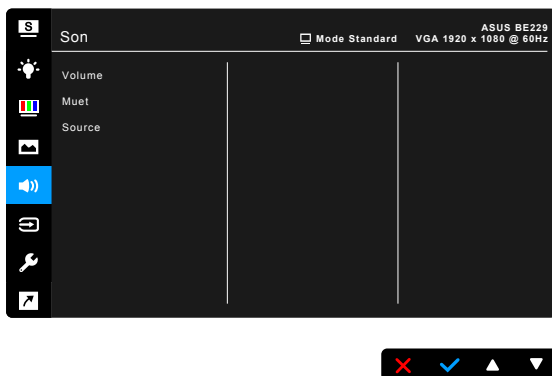 S
ASUS BE229
Son
Mode Standard
VGA 1920 x 1080 @ 60Hz
Volume
Muet
Source